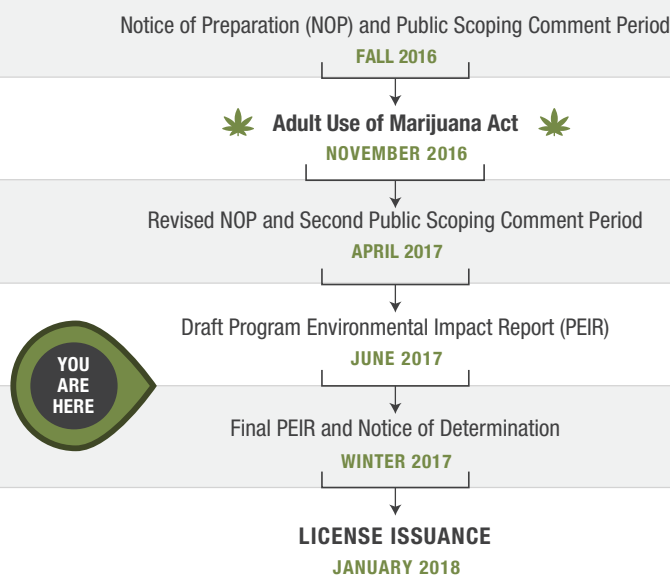 Notice of Preparation (NOP) and Public Scoping Comment Period
FALL 2016
Adult Use of Marijuana Act
NOVEMBER 2016
Revised NOP and Second Public Scoping Comment Period
APRIL 2017
Draft Program Environmental Impact Report (PEIR)
JUNE 2017
YOU
ARE
HERE
Final PEIR and Notice of Determination
WINTER 2017
LICENSE ISSUANCE
JANUARY 2018